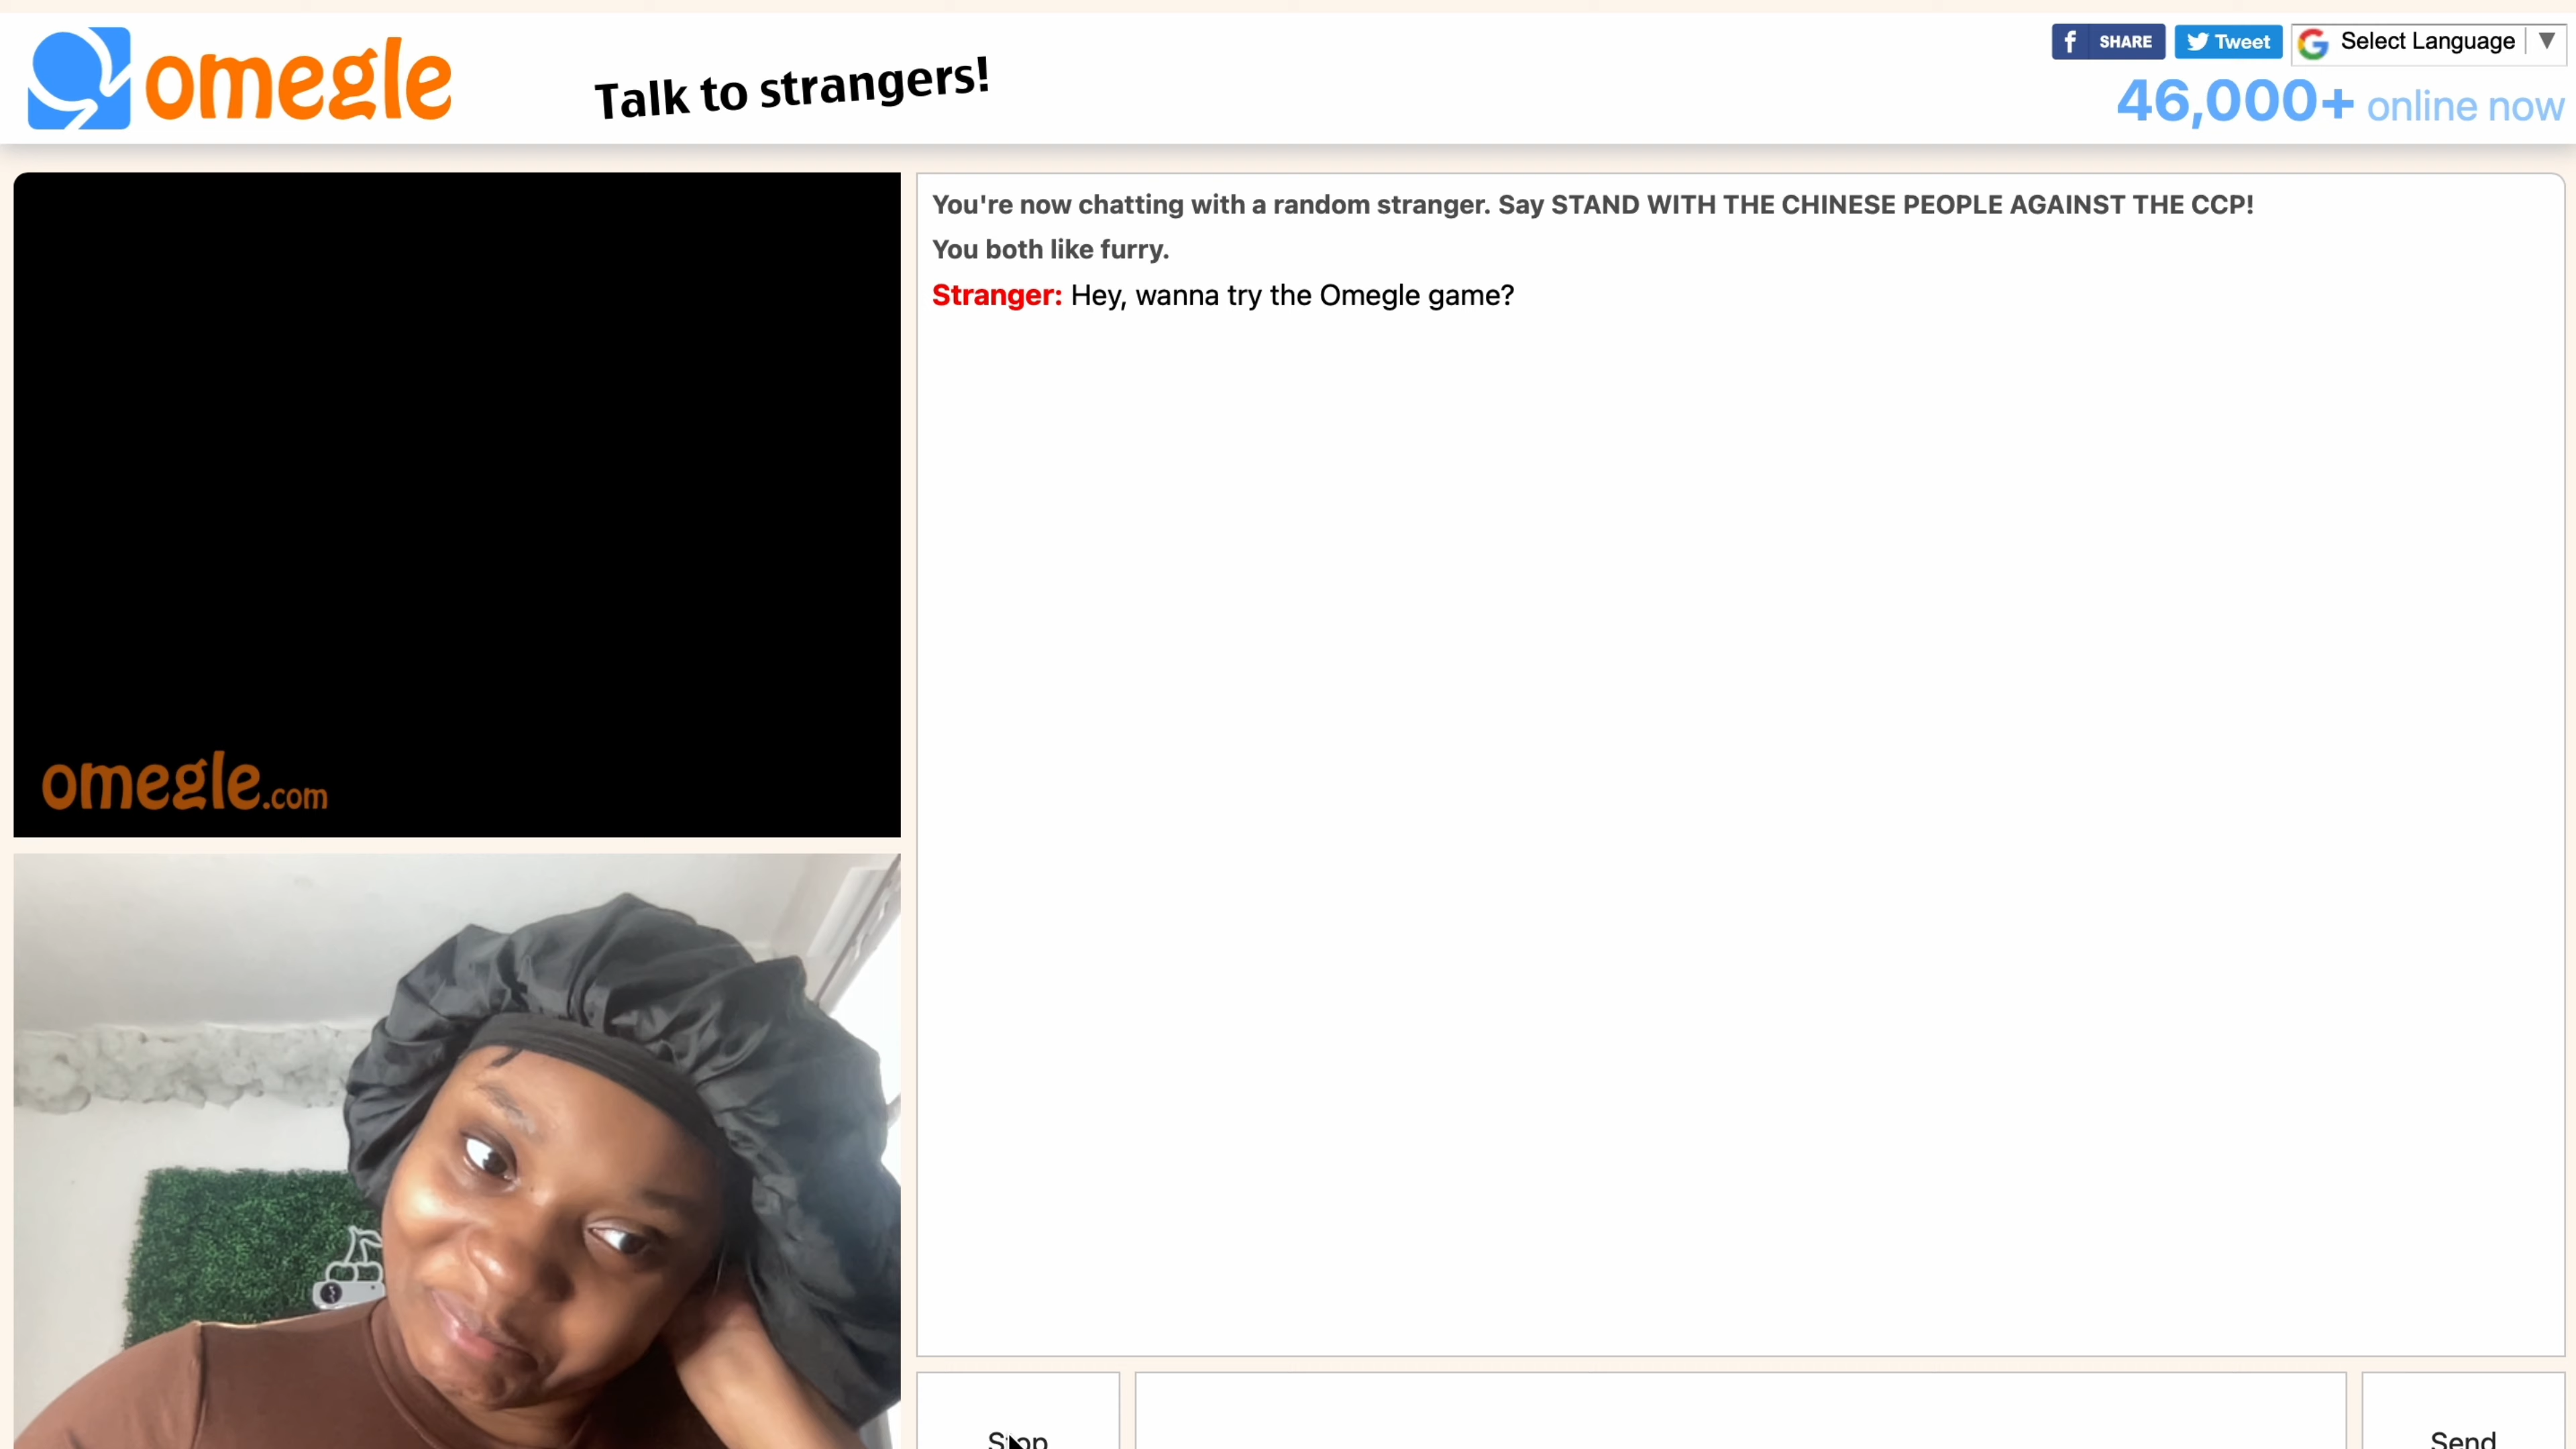 omegle
Talk to strangers!
f SHARE
Tweet
G Select Language ▼
46,000+ online now
You're now chatting with a random stranger. Say STAND WITH THE CHINESE PEOPLE AGAINST THE CCP!
You both like furry.
Stranger: Hey, wanna try the Omegle game?
omegle.com
Stop
Send